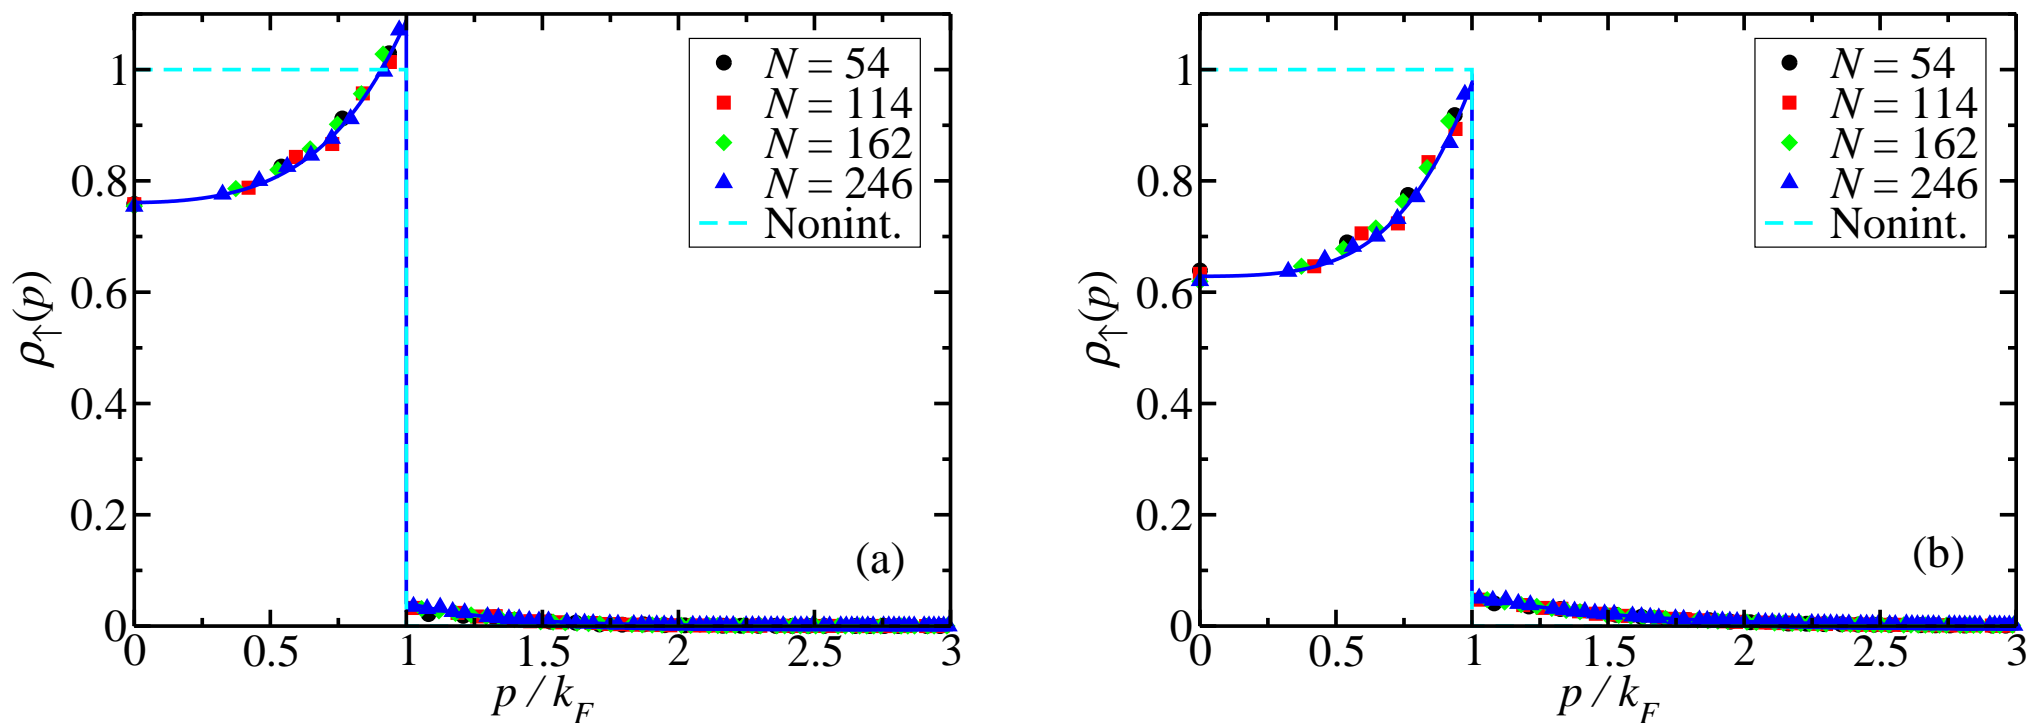 1
0.8
0.6
0.4
0.2
0
ρ↑(p)
N = 54
N = 114
N = 162
N = 246
Nonint.
(a)
0 0.5 1 1.5 2 2.5 3
p / k_F
1
0.8
0.6
0.4
0.2
0
ρ↑(p)
N = 54
N = 114
N = 162
N = 246
Nonint.
(b)
0 0.5 1 1.5 2 2.5 3
p / k_F